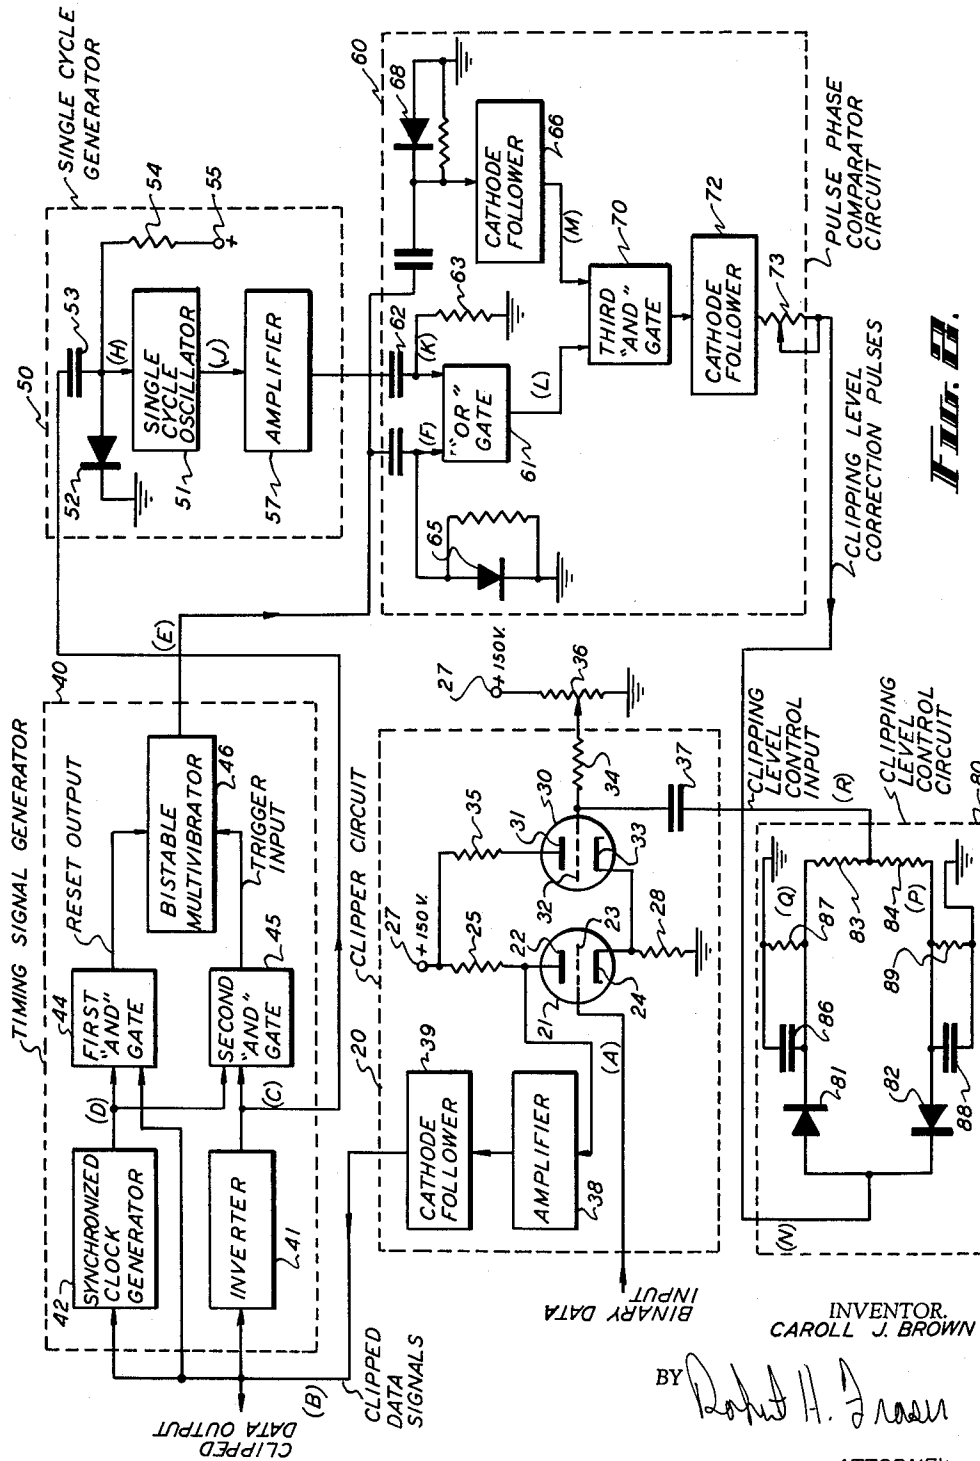 TIMING SIGNAL GENERATOR
40
42
SYNCHRONIZED
CLOCK
GENERATOR
(D)
44
FIRST
"AND"
GATE
RESET OUTPUT
BISTABLE
MULTIVIBRATOR
46
TRIGGER
INPUT
45
SECOND
"AND"
GATE
(C)
INVERTER
41
(E)
CLIPPED
DATA OUTPUT
(B)
CLIPPED
DATA
SIGNALS
SINGLE CYCLE
GENERATOR
50
53
52
(H)
54
55
+
SINGLE
CYCLE
OSCILLATOR
51
(J)
AMPLIFIER
57
60
68
CATHODE
FOLLOWER
66
(M)
62
(K)
63
(F)
"OR"
GATE
61
(L)
65
THIRD
"AND"
GATE
70
CATHODE
FOLLOWER
72
73
PULSE PHASE
COMPARATOR
CIRCUIT
CLIPPING LEVEL
CORRECTION PULSES
CLIPPER CIRCUIT
20
CATHODE
FOLLOWER
39
AMPLIFIER
38
(A)
BINARY DATA
INPUT
27
+150V.
25
35
22
21
23
24
28
31
30
32
33
34
27
+150V.
36
37
CLIPPING
LEVEL
CONTROL
INPUT
(R)
CLIPPING
LEVEL
CONTROL
CIRCUIT
80
(N)
81
86
(Q)
87
83
84
(P)
89
82
88
Fig. 8.
INVENTOR.
CAROLL J. BROWN
BY
Robert H. Fraser